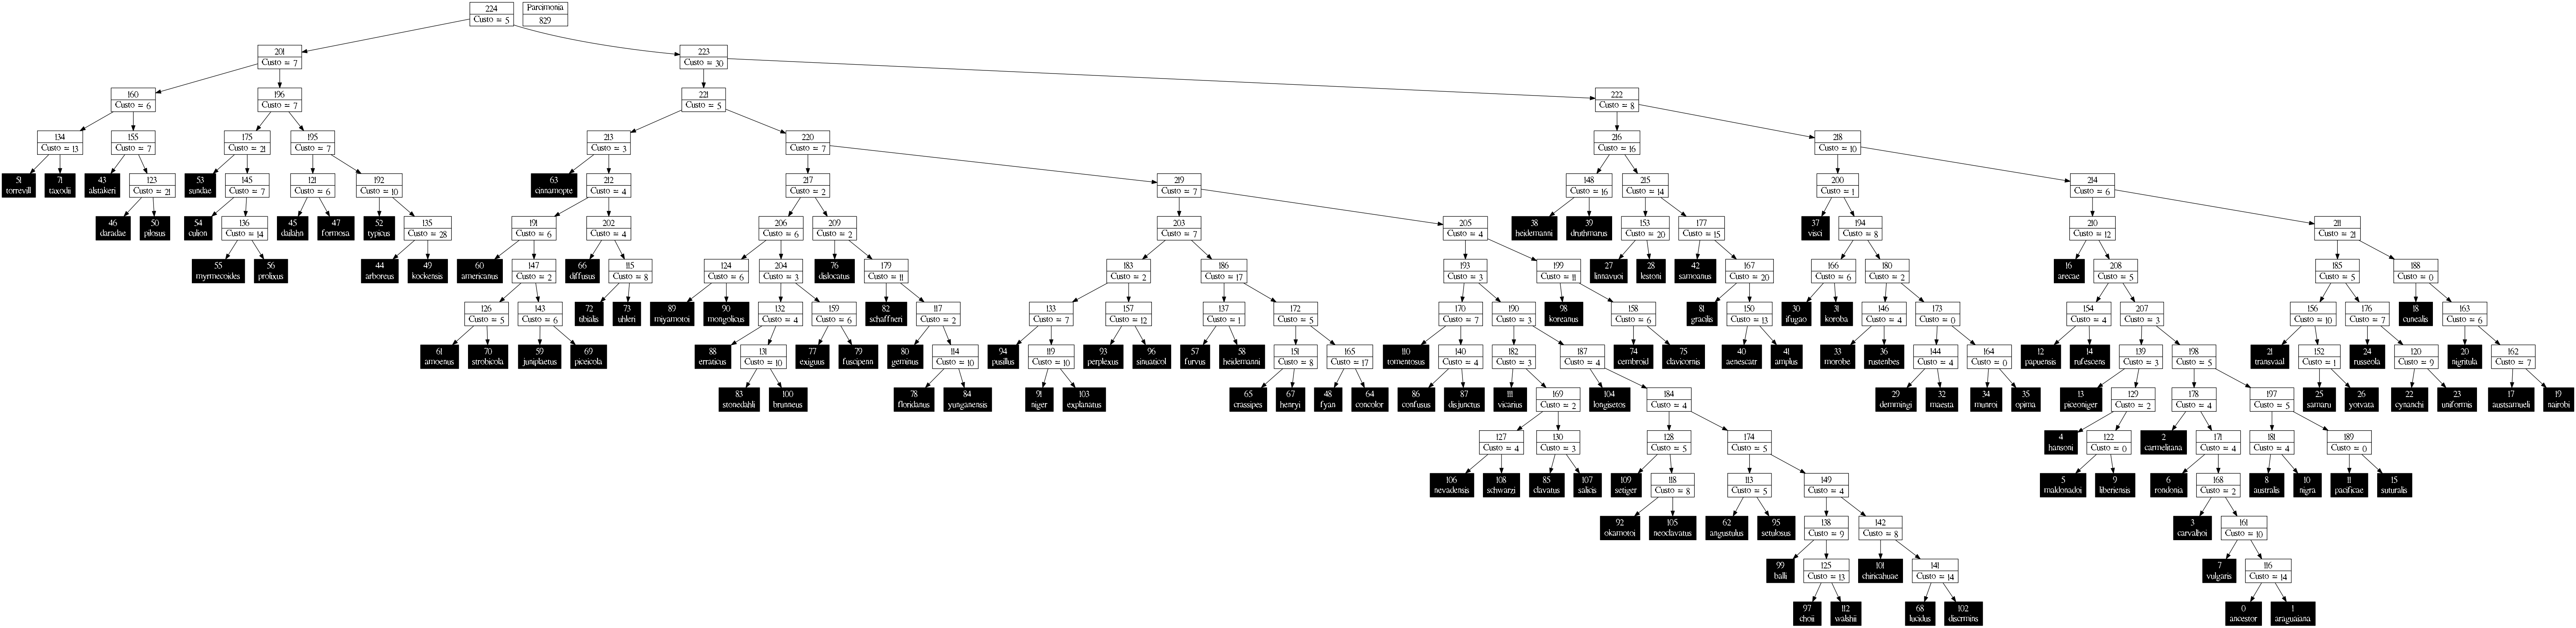 224
Custo = 5
Parcimonia
829
201
Custo = 7
223
Custo = 30
160
Custo = 6
196
Custo = 7
221
Custo = 5
222
Custo = 8
134
Custo = 13
155
Custo = 7
175
Custo = 21
195
Custo = 7
213
Custo = 3
220
Custo = 7
216
Custo = 16
218
Custo = 10
51
torrevill
71
taxodii
43
alstakeri
123
Custo = 21
53
sundae
145
Custo = 7
121
Custo = 6
192
Custo = 10
63
cinnamopte
212
Custo = 4
217
Custo = 2
219
Custo = 7
148
Custo = 16
215
Custo = 14
200
Custo = 1
214
Custo = 6
46
daradae
50
pilosus
54
culion
136
Custo = 14
45
dailahn
47
formosa
52
typicus
135
Custo = 28
191
Custo = 6
202
Custo = 4
206
Custo = 6
209
Custo = 2
203
Custo = 7
205
Custo = 4
38
heidemanni
39
druthmarus
153
Custo = 20
177
Custo = 15
37
visci
194
Custo = 8
210
Custo = 12
211
Custo = 21
55
myrmecoides
56
prolixus
44
arboreus
49
kockensis
60
americanus
147
Custo = 2
66
diffusus
115
Custo = 8
124
Custo = 6
204
Custo = 3
76
dislocatus
179
Custo = 11
183
Custo = 2
186
Custo = 17
193
Custo = 3
199
Custo = 11
27
linnavuoi
28
lestoni
42
samoanus
167
Custo = 20
166
Custo = 6
180
Custo = 2
16
arecae
208
Custo = 5
185
Custo = 5
188
Custo = 0
126
Custo = 5
143
Custo = 6
72
tibialis
73
uhleri
89
miyamotoi
90
mongolicus
132
Custo = 4
159
Custo = 6
82
schaffneri
117
Custo = 2
133
Custo = 7
157
Custo = 12
137
Custo = 1
172
Custo = 5
170
Custo = 7
190
Custo = 3
98
koreanus
158
Custo = 6
81
gracilis
150
Custo = 13
30
ifugao
31
koroba
146
Custo = 4
173
Custo = 0
154
Custo = 4
207
Custo = 3
156
Custo = 10
176
Custo = 7
18
cunealis
163
Custo = 6
61
amoenus
70
strobicola
59
juniplaetus
69
piceicola
88
erraticus
131
Custo = 10
77
exiguus
79
fuscipenn
80
geminus
114
Custo = 10
94
pusillus
119
Custo = 10
93
perplexus
96
sinuaticol
57
furvus
58
heidemanni
151
Custo = 8
165
Custo = 17
110
tomentosus
140
Custo = 4
182
Custo = 3
187
Custo = 4
74
cembroid
75
clavicornis
40
aenescatr
41
amplus
33
morobe
36
rustenbes
144
Custo = 4
164
Custo = 0
12
papuensis
14
rufescens
139
Custo = 3
198
Custo = 5
21
transvaal
152
Custo = 1
24
russeola
120
Custo = 9
20
nigritula
162
Custo = 7
83
stonedahli
100
brunneus
78
floridanus
84
yunganensis
91
niger
103
explanatus
65
crassipes
67
henryi
48
fyan
64
concolor
86
confusus
87
disjunctus
111
vicarius
169
Custo = 2
104
longisetos
184
Custo = 4
29
demmingi
32
maesta
34
munroi
35
opima
13
piceoniger
129
Custo = 2
178
Custo = 4
197
Custo = 5
25
samaru
26
yotvata
22
cynanchi
23
uniformis
17
austsamueli
19
nairobi
127
Custo = 4
130
Custo = 3
128
Custo = 5
174
Custo = 5
4
hansoni
122
Custo = 0
2
carmelitana
171
Custo = 4
181
Custo = 4
189
Custo = 0
106
nevadensis
108
schwarzi
85
clavatus
107
salicis
109
setiger
118
Custo = 8
113
Custo = 5
149
Custo = 4
5
maldonadoi
9
liberiensis
6
rondonia
168
Custo = 2
8
australis
10
nigra
11
pacificae
15
suturalis
92
okamotoi
105
neoclavatus
62
angustulus
95
setulosus
138
Custo = 9
142
Custo = 8
3
carvalhoi
161
Custo = 10
99
balli
125
Custo = 13
101
chiricahuae
141
Custo = 14
7
vulgaris
116
Custo = 14
97
choii
112
walshii
68
lucidus
102
discrmins
0
ancestor
1
araguaiana